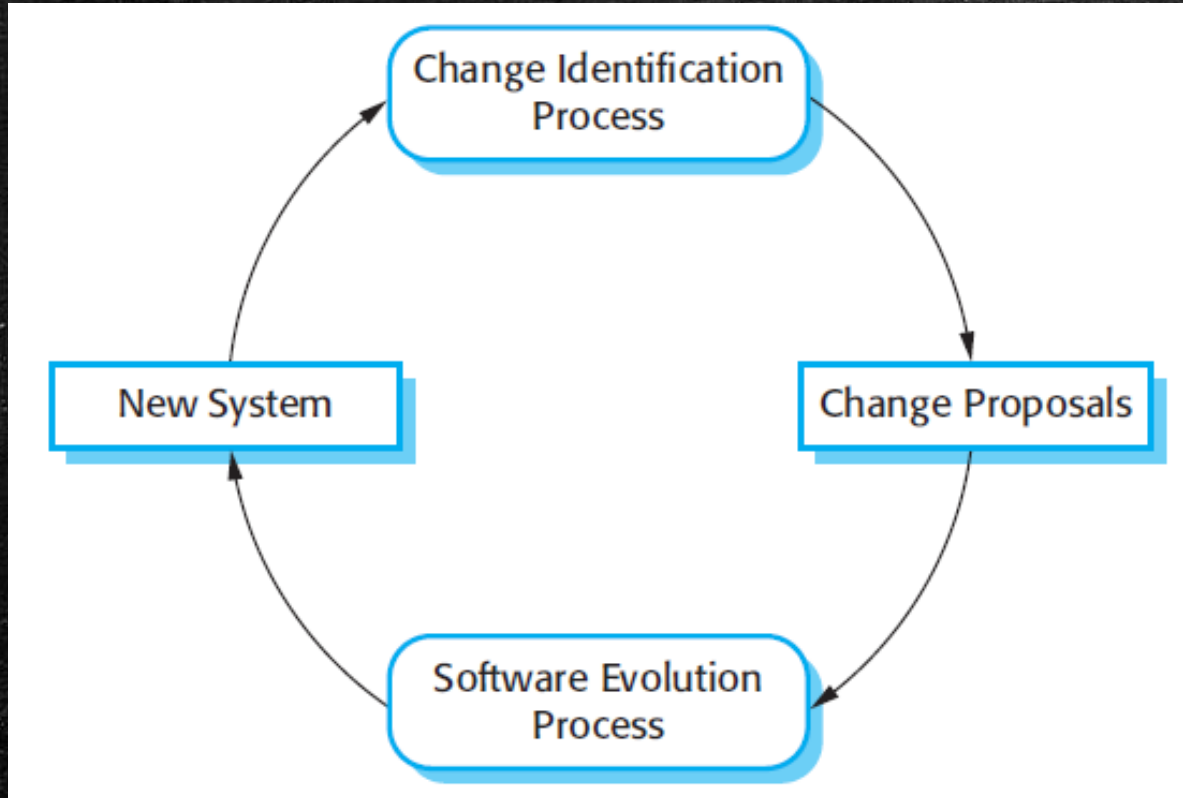 Change Identification
Process
New System
Change Proposals
Software Evolution
Process